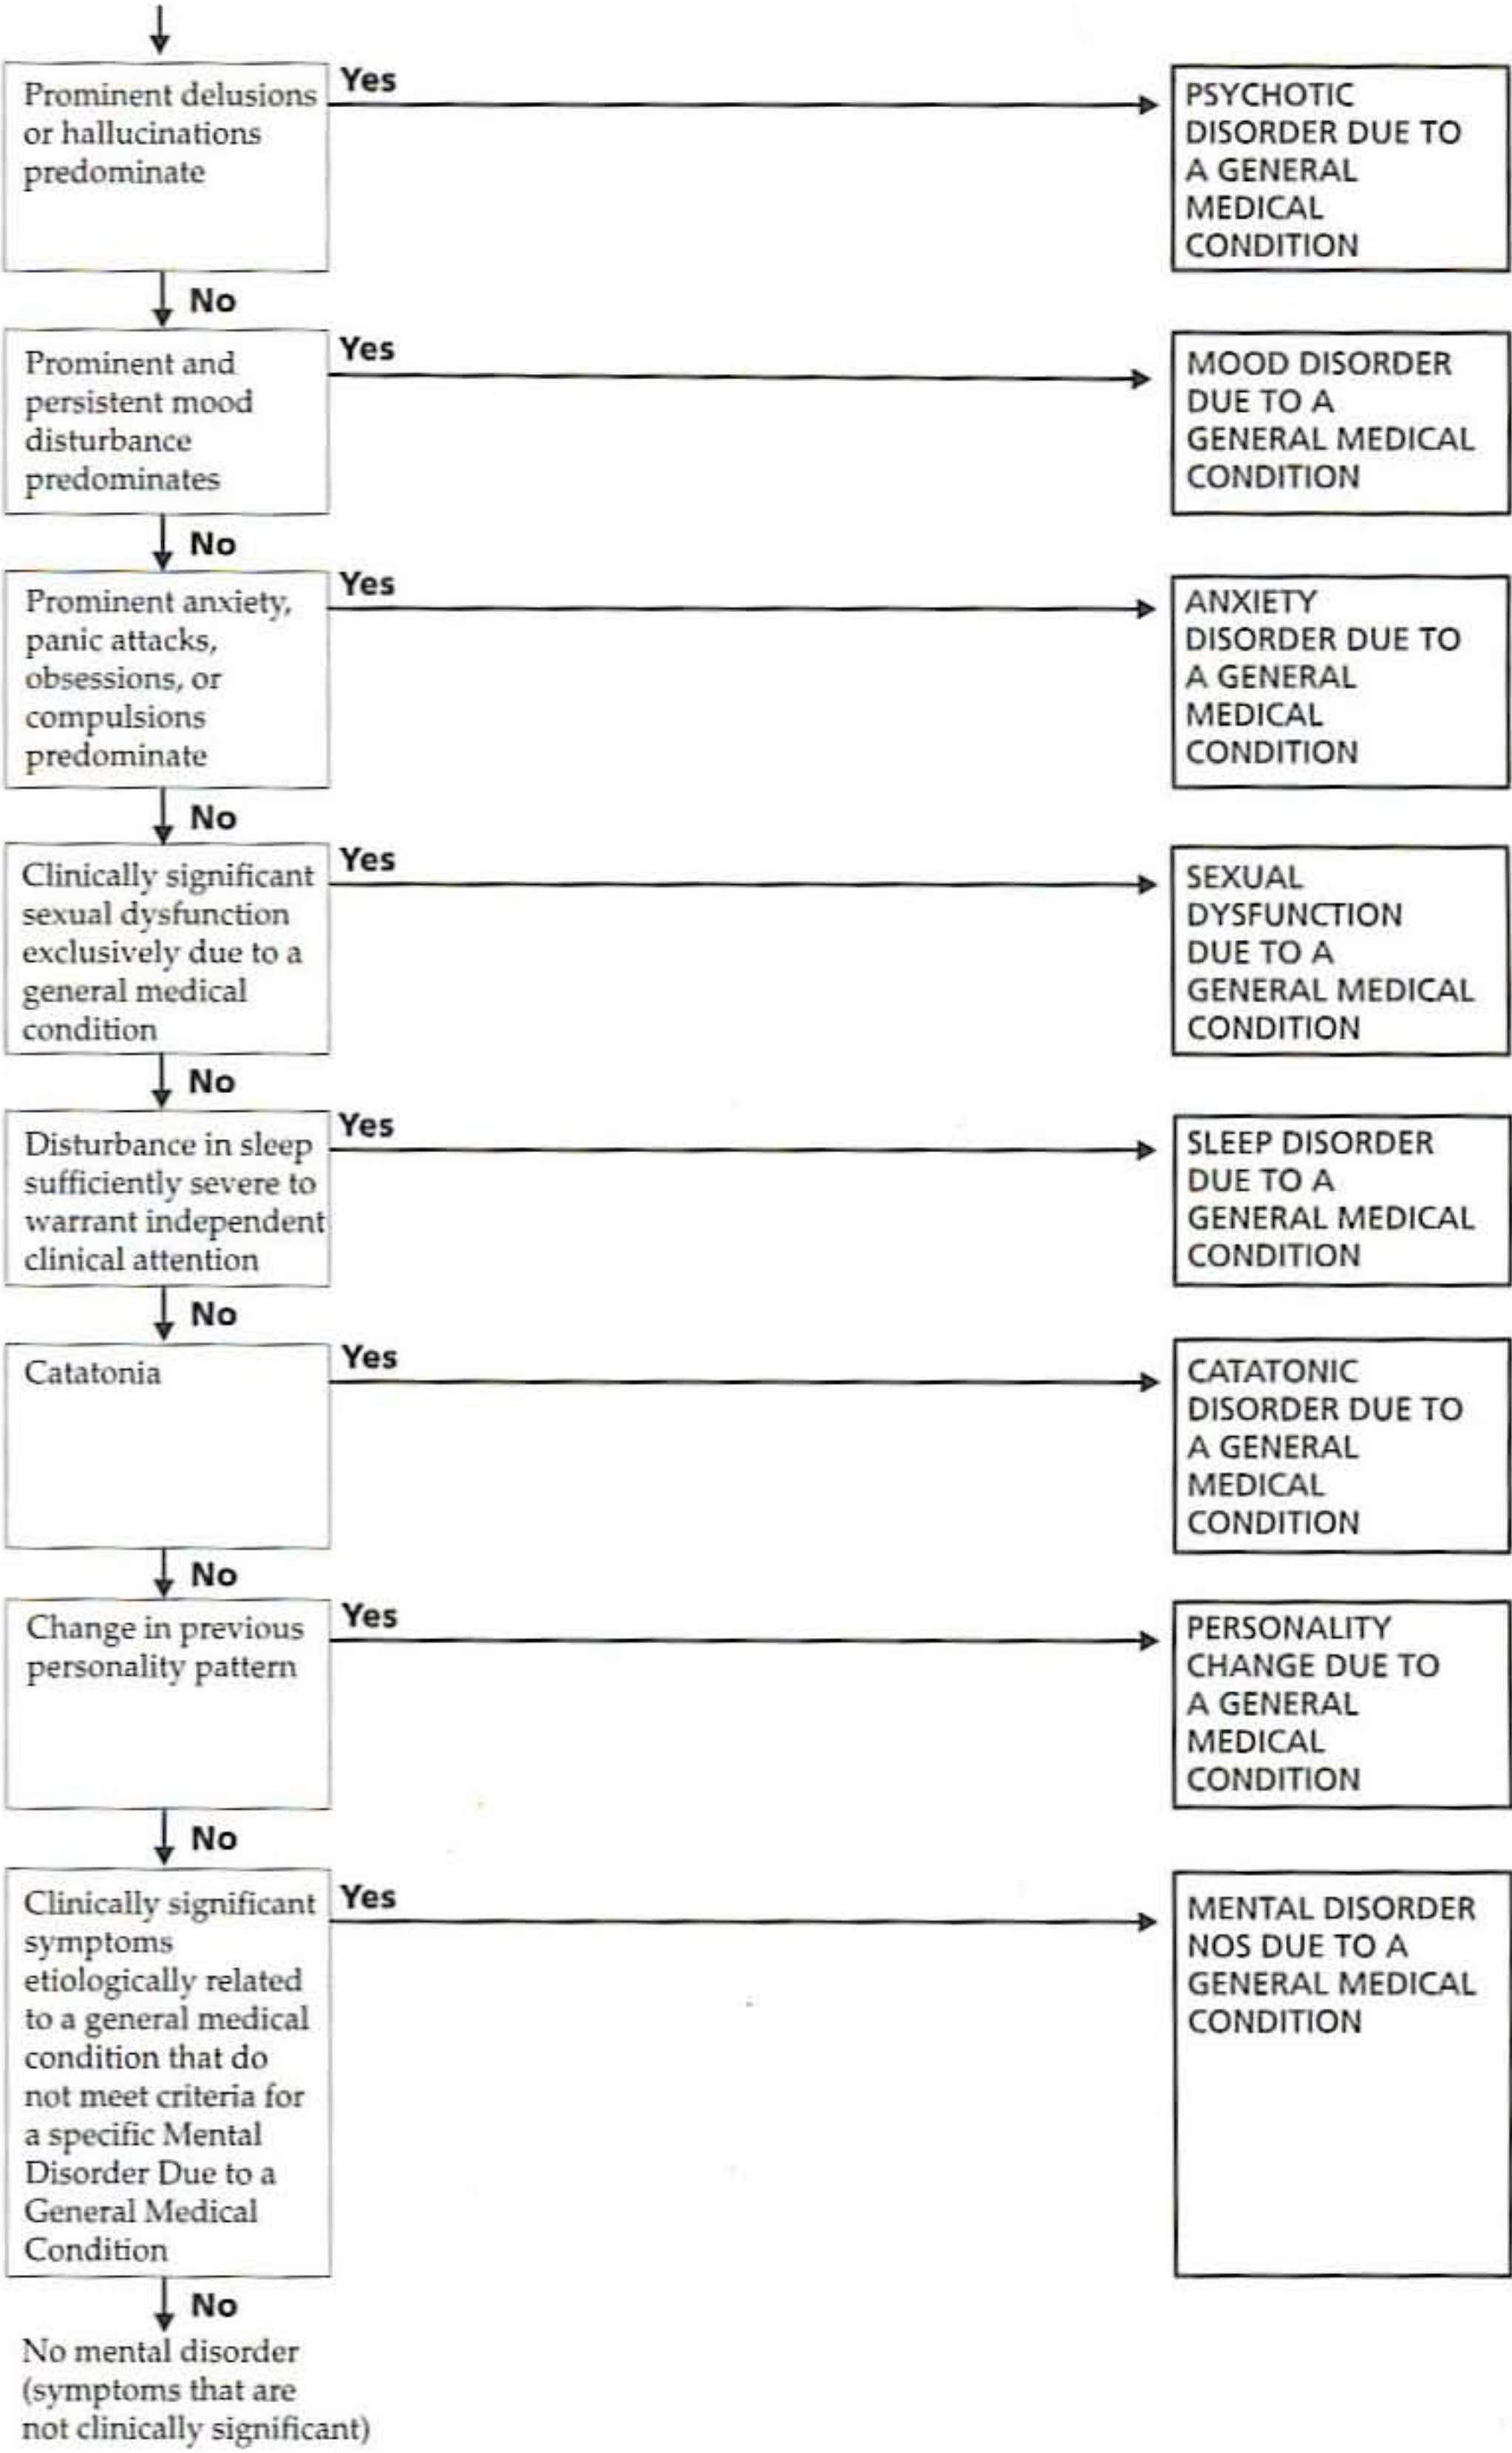 Yes
Prominent delusions
or hallucinations
predominate
PSYCHOTIC
DISORDER DUE TO
A GENERAL
MEDICAL
CONDITION
No
Yes
Prominent and
persistent mood
disturbance
predominates
MOOD DISORDER
DUE TO A
GENERAL MEDICAL
CONDITION
No
Yes
Prominent anxiety,
panic attacks,
obsessions, or
compulsions
predominate
ANXIETY
DISORDER DUE TO
A GENERAL
MEDICAL
CONDITION
No
Yes
Clinically significant
sexual dysfunction
exclusively due to a
general medical
condition
SEXUAL
DYSFUNCTION
DUE TO A
GENERAL MEDICAL
CONDITION
No
Yes
Disturbance in sleep
sufficiently severe to
warrant independent
clinical attention
SLEEP DISORDER
DUE TO A
GENERAL MEDICAL
CONDITION
No
Yes
Catatonia
CATATONIC
DISORDER DUE TO
A GENERAL
MEDICAL
CONDITION
No
Yes
Change in previous
personality pattern
PERSONALITY
CHANGE DUE TO
A GENERAL
MEDICAL
CONDITION
No
Yes
Clinically significant
symptoms
etiologically related
to a general medical
condition that do
not meet criteria for
a specific Mental
Disorder Due to a
General Medical
Condition
MENTAL DISORDER
NOS DUE TO A
GENERAL MEDICAL
CONDITION
No
No mental disorder
(symptoms that are
not clinically significant)